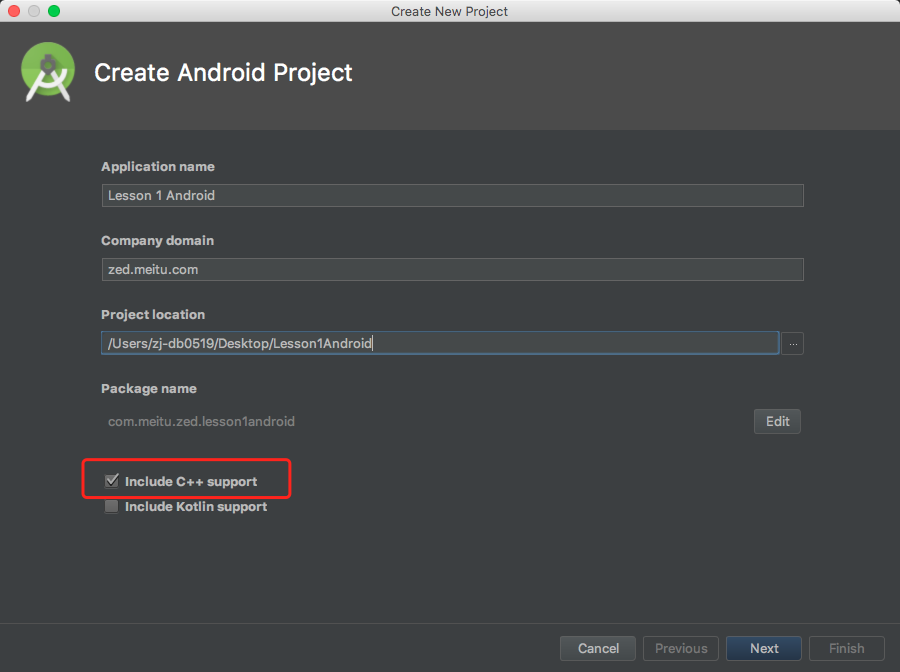 Create New Project
Create Android Project
Application name
Lesson 1 Android
Company domain
zed.meitu.com
Project location
/Users/zj-db0519/Desktop/Lesson1Android
...
Package name
com.meitu.zed.lesson1android
Edit
Include C++ support
Include Kotlin support
Cancel Previous Next Finish